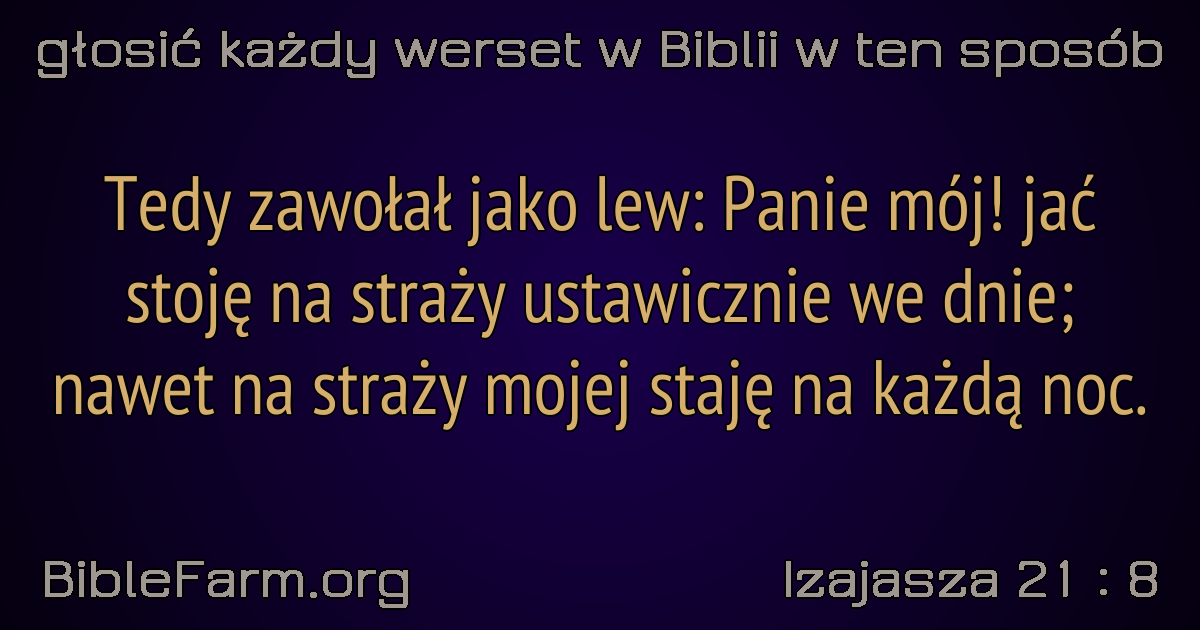 głosić każdy werset w Biblii w ten sposób
Tedy zawołał jako lew: Panie mój! jać
stoję na straży ustawicznie we dnie;
nawet na straży mojej staję na każdą noc.
BibleFarm.org
Izajasza 21 : 8